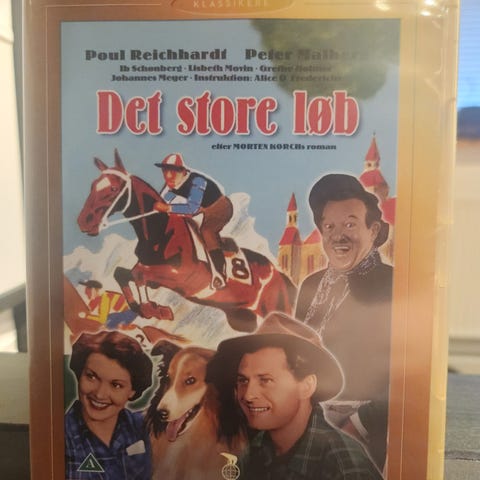 KLASSIKERE
Poul Reichhardt Peter Malberg
Ib Schønberg · Lisbeth Movin · Grethe Holmer
Johannes Meyer · Instruktion: Alice O'Fredericks
Det store løb
efter MORTEN KORCHs roman
8
A